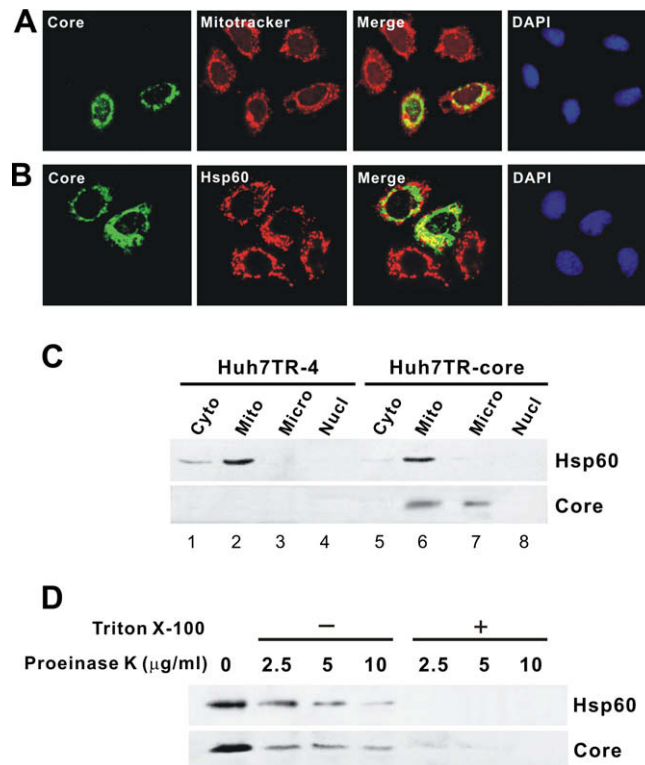 A
Core Mitotracker Merge DAPI
B
Core Hsp60 Merge DAPI
C
Huh7TR-4 Huh7TR-core
Cyto Mito Micro Nucl Cyto Mito Micro Nucl
Hsp60
Core
1 2 3 4 5 6 7 8
D
Triton X-100 − +
Proeinase K (μg/ml) 0 2.5 5 10 2.5 5 10
Hsp60
Core